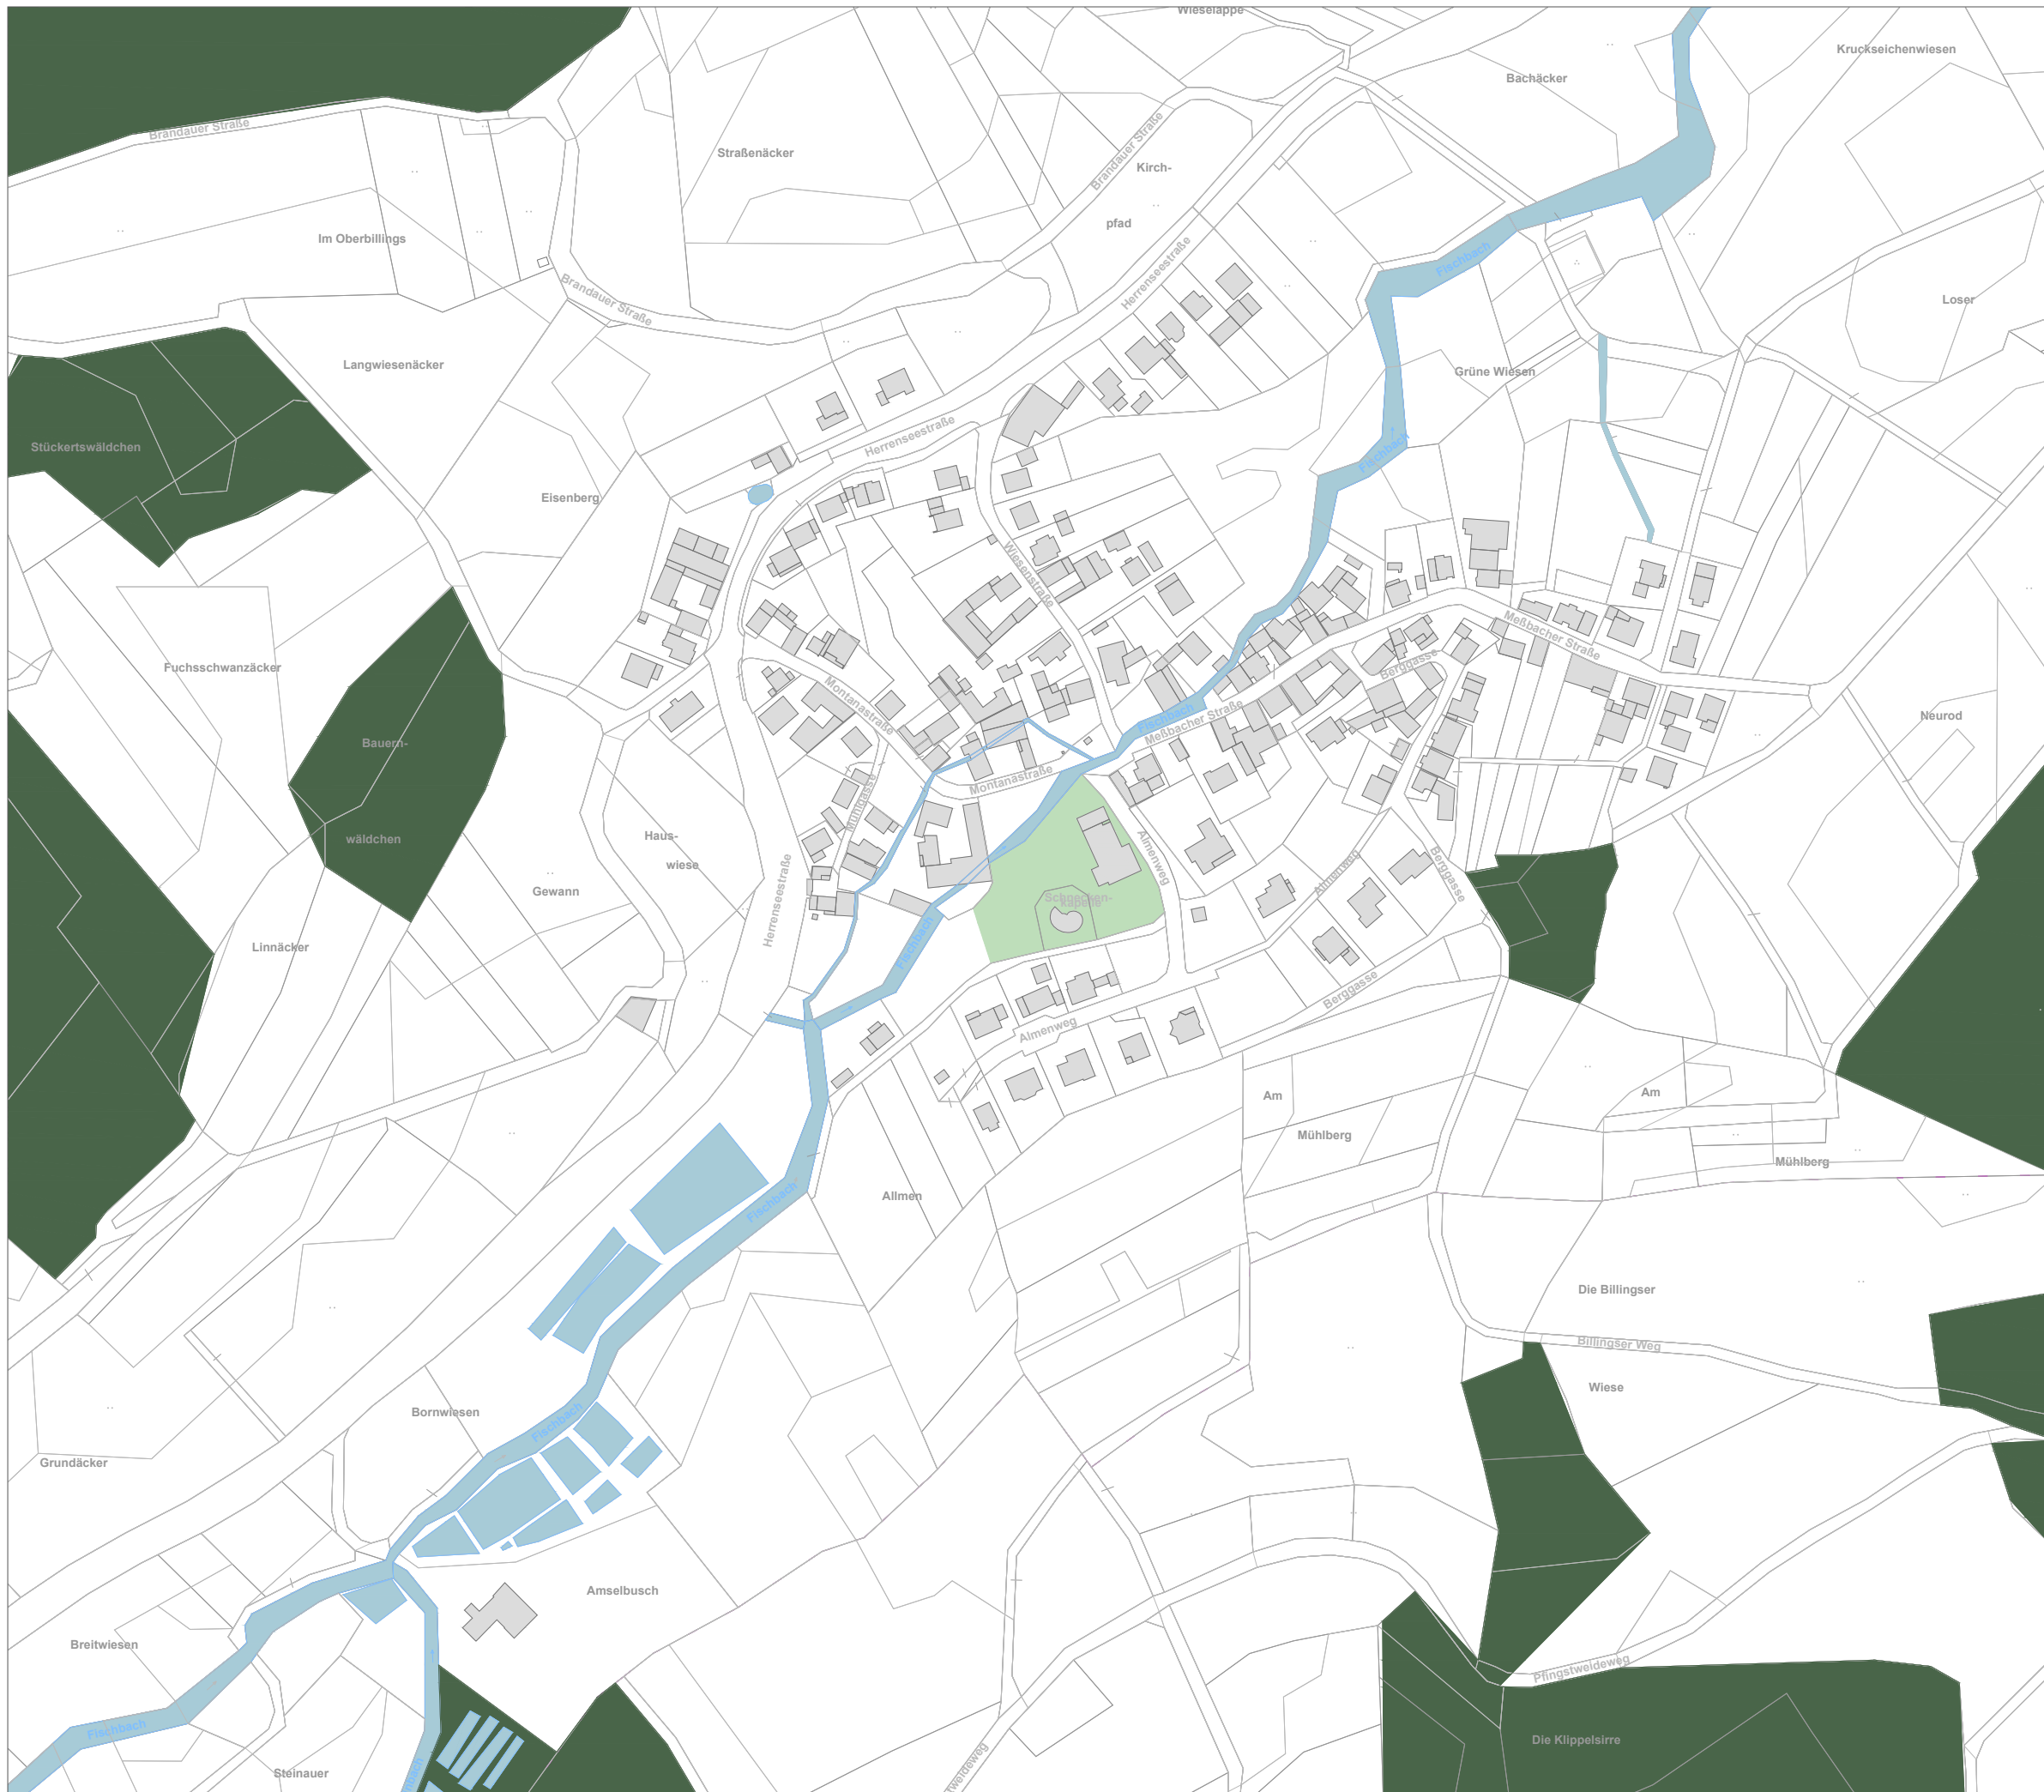 Wieselappe
Kruckseichenwiesen
Bachäcker
Brandauer Straße
Straßenäcker
Brandauer Straße
Kirch-
pfad
Im Oberbillings
Herrenseestraße
Fischbach
Brandauer Straße
Loser
Langwiesenäcker
Grüne Wiesen
Herrenseestraße
Stückertswäldchen
Fischbach
Eisenberg
Wiesenstraße
Meßbacher Straße
Fuchsschwanzäcker
Berggasse
Montanastraße
Fischbach
Meßbacher Straße
Neurod
Bauern-
Montanastraße
Mühlgasse
wäldchen
Haus-
wiese
Almenweg
Almenweg
Berggasse
Gewann
Herrenseestraße
Schnecken-
kapelle
Fischbach
Linnäcker
Berggasse
Almenweg
Am
Am
Mühlberg
Mühlberg
Allmen
Fischbach
Die Billingser
Billingser Weg
Wiese
Bornwiesen
Fischbach
Grundäcker
Amselbusch
Breitwiesen
Pfingstweideweg
Fischbach
Die Klippelsirre
Steinauer